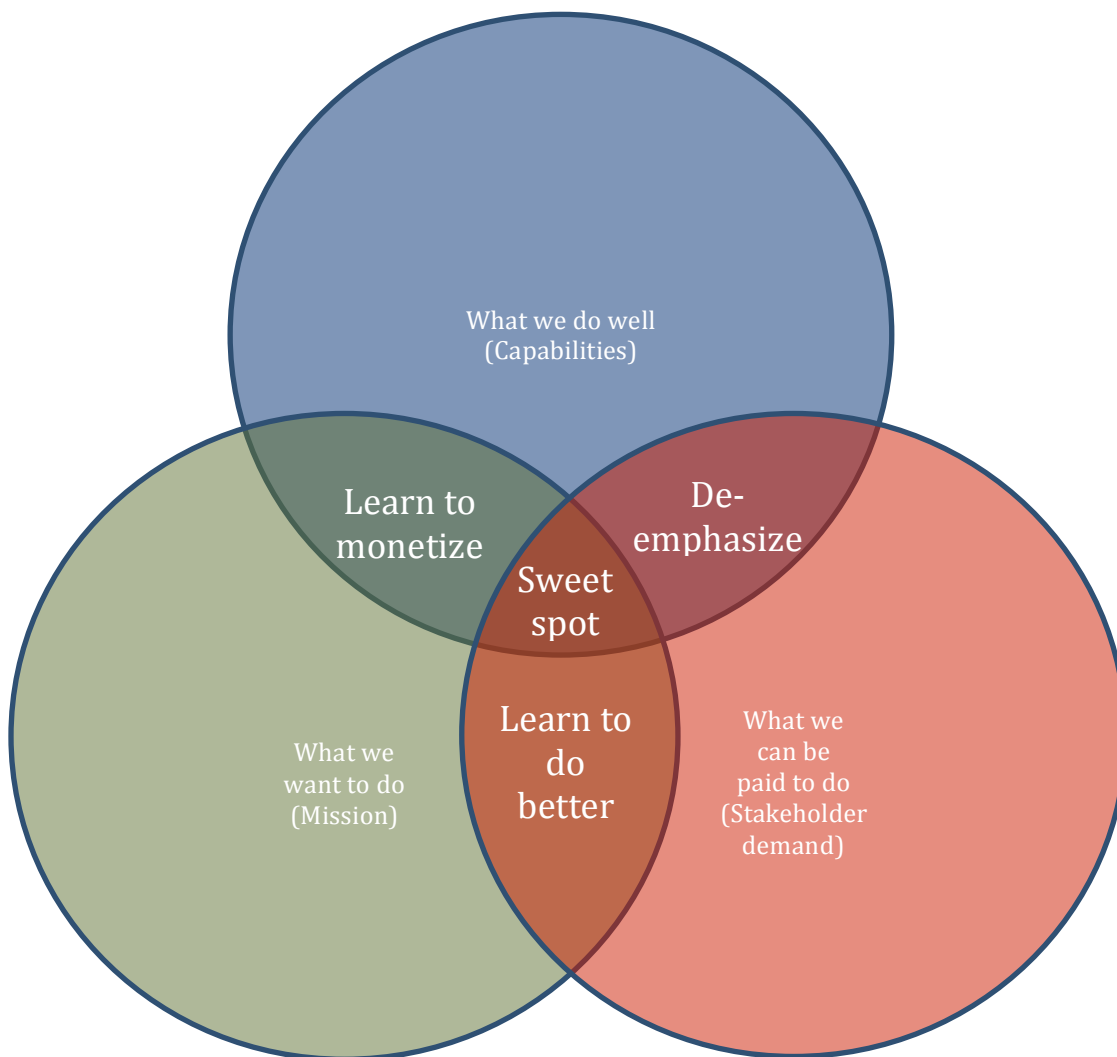 What we do well
(Capabilities)
Learn to
monetize
De-
emphasize
Sweet
spot
Learn to
do
better
What we
want to do
(Mission)
What we
can be
paid to do
(Stakeholder
demand)